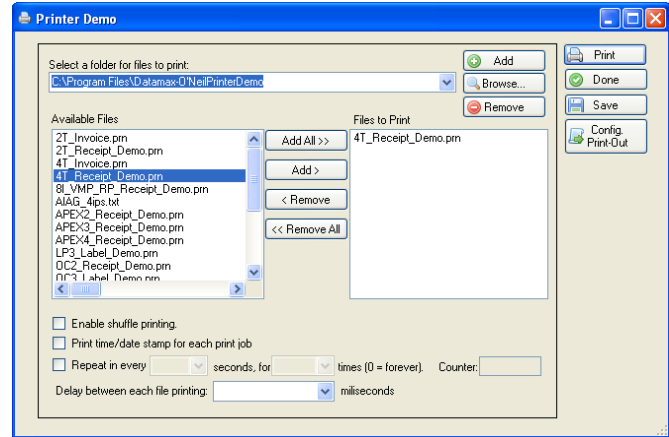 Printer Demo
Select a folder for files to print:
C:\Program Files\Datamax-O'NeilPrinterDemo
Add
Browse...
Remove
Print
Done
Save
Config.
Print-Out
Available Files
2T_Invoice.prn
2T_Receipt_Demo.prn
4T_Invoice.prn
4T_Receipt_Demo.prn
8I_VMP_RP_Receipt_Demo.prn
AIAG_4ips.txt
APEX2_Receipt_Demo.prn
APEX3_Receipt_Demo.prn
APEX4_Receipt_Demo.prn
LP3_Label_Demo.prn
OC2_Receipt_Demo.prn
OC3_Label_Demo.prn
Add All >>
Add >
< Remove
<< Remove All
Files to Print
4T_Receipt_Demo.prn
Enable shuffle printing.
Print time/date stamp for each print job
Repeat in every seconds, for times (0 = forever). Counter:
Delay between each file printing: miliseconds